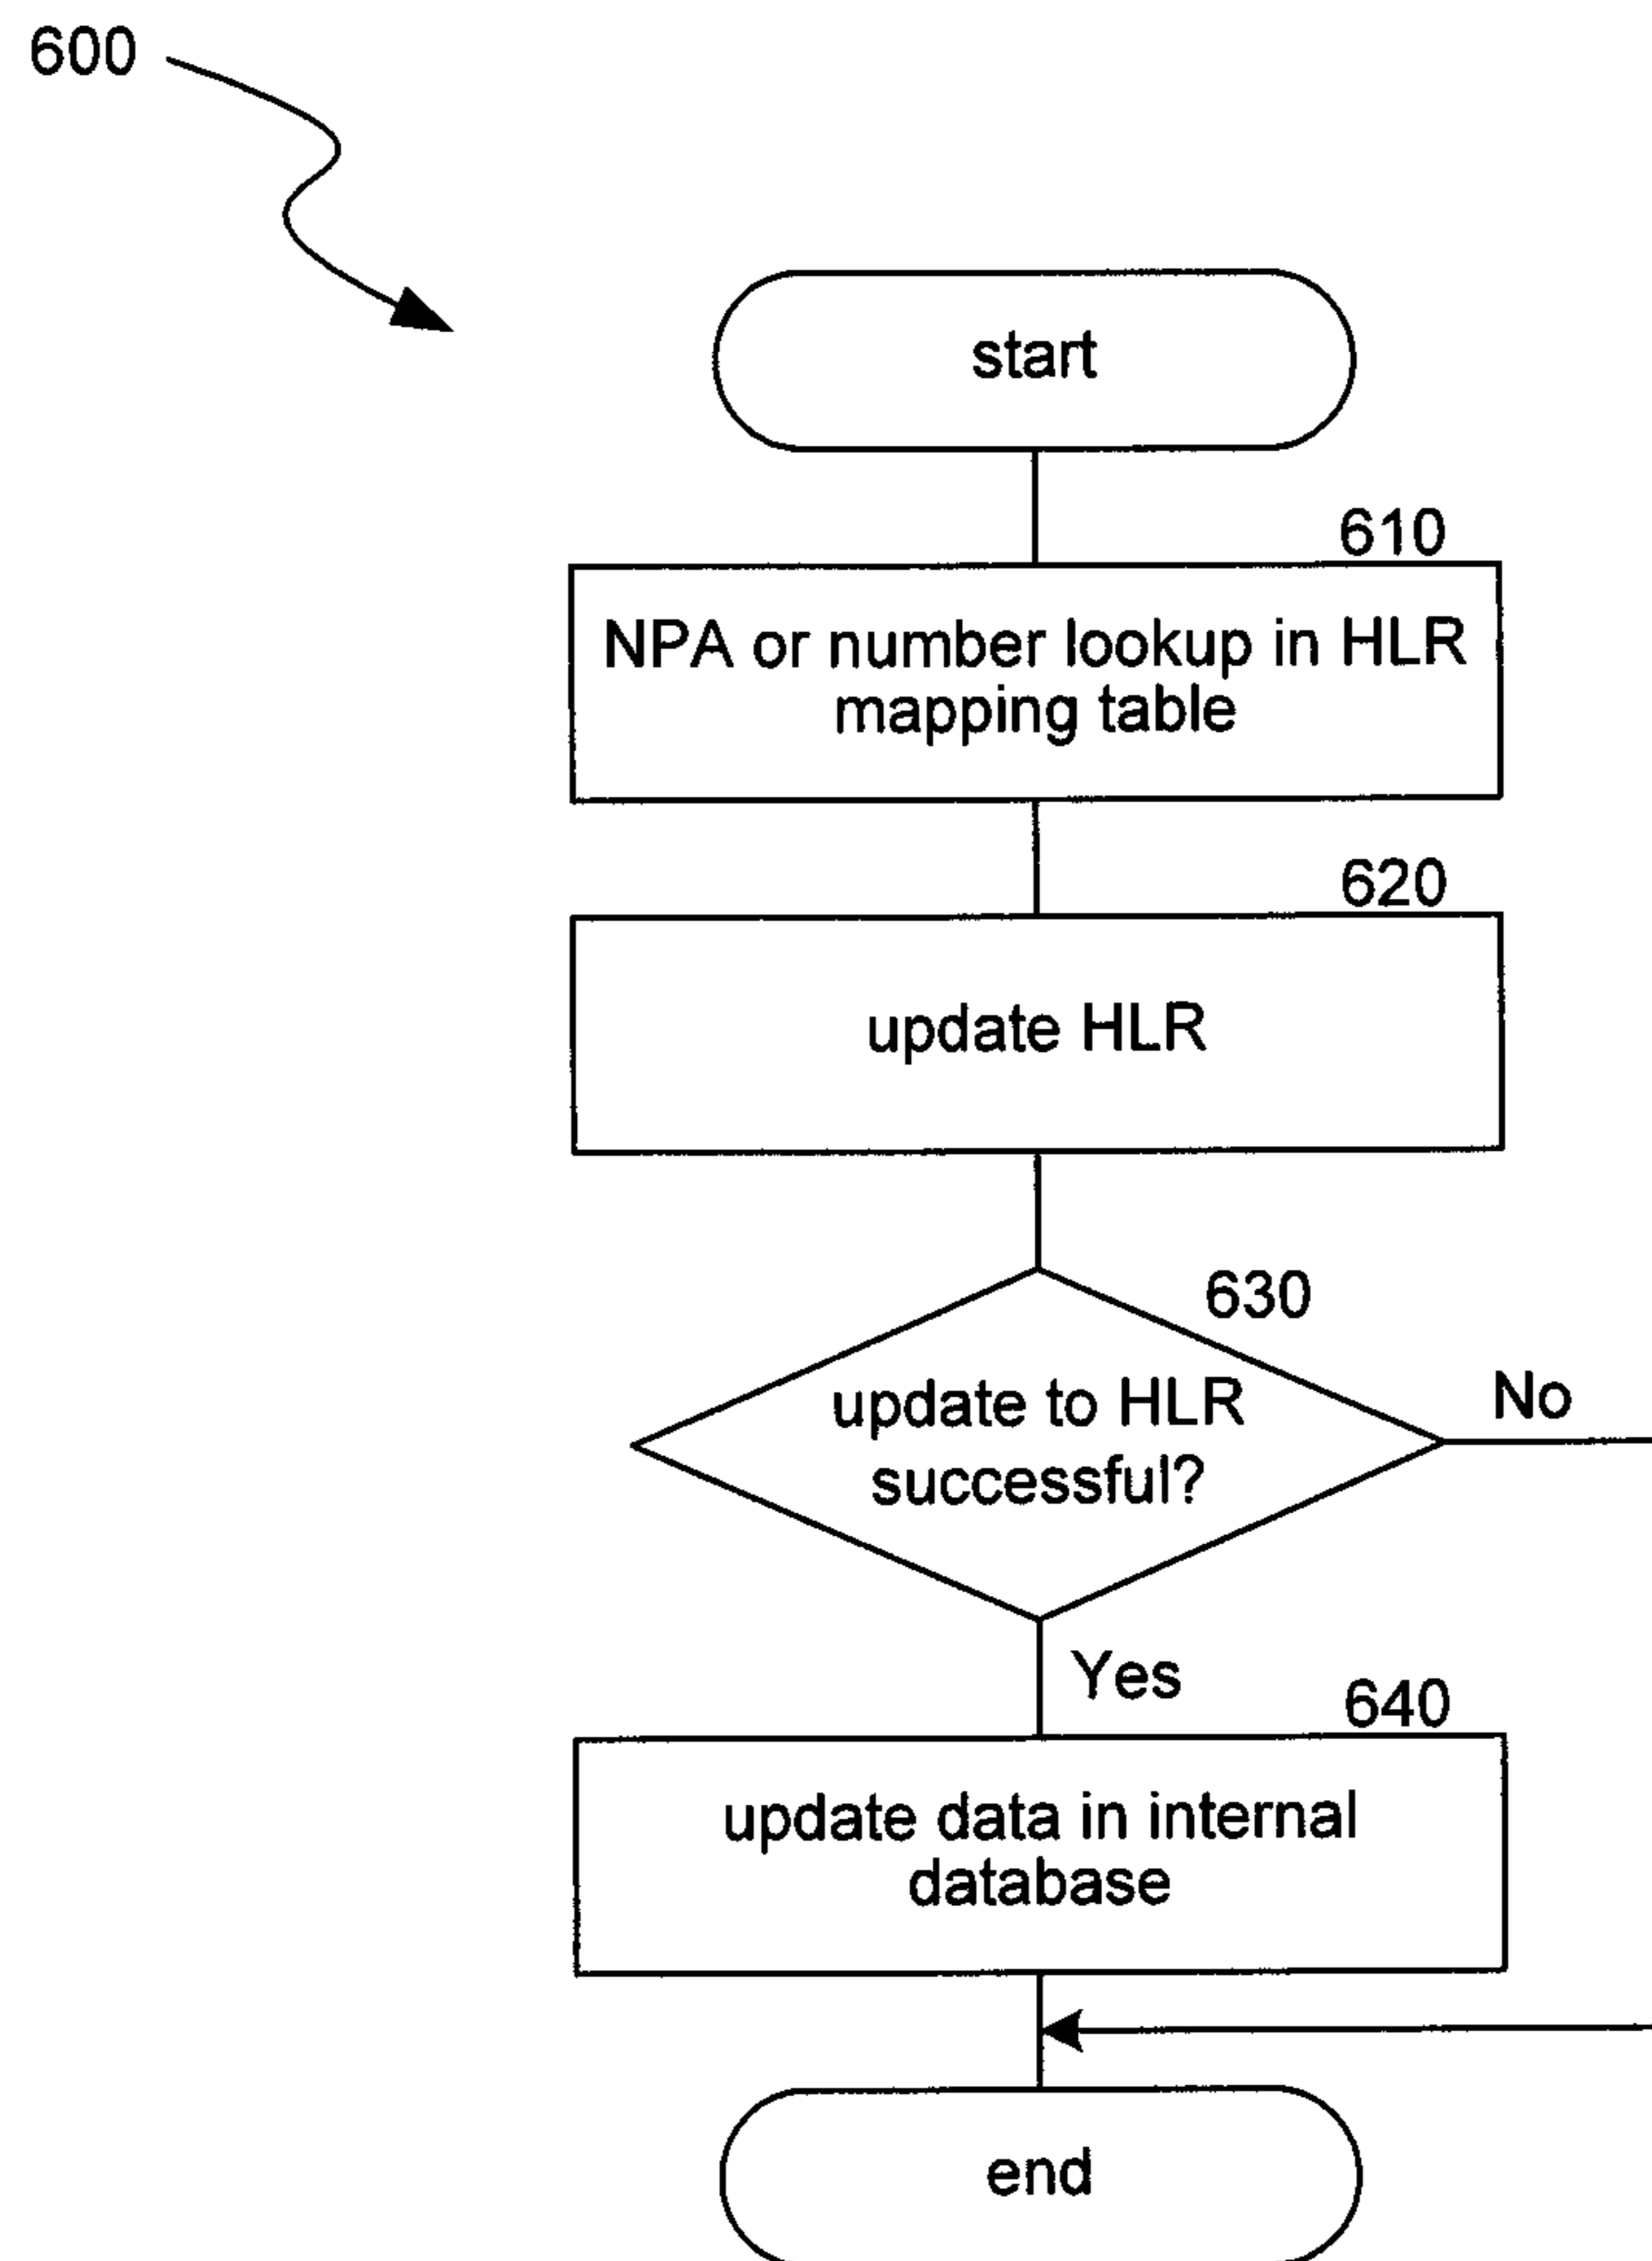 600
start
610
NPA or number lookup in HLR
mapping table
620
update HLR
630
update to HLR
successful?
No
Yes
640
update data in internal
database
end